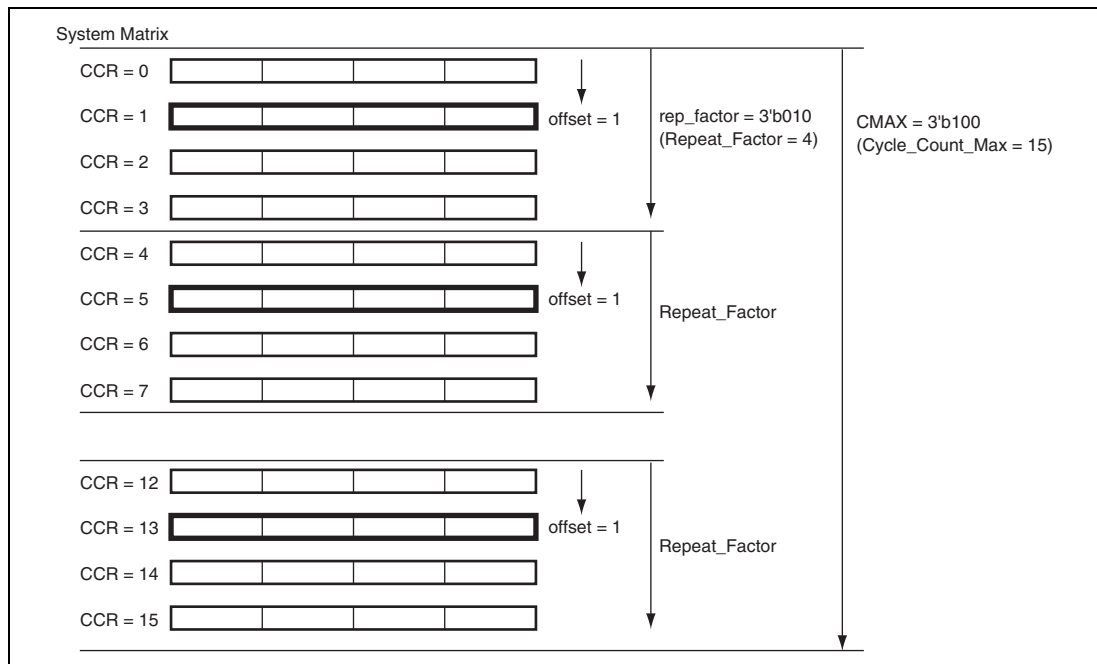 System Matrix
CCR = 0
CCR = 1
offset = 1
rep_factor = 3'b010
(Repeat_Factor = 4)
CMAX = 3'b100
(Cycle_Count_Max = 15)
CCR = 2
CCR = 3
CCR = 4
CCR = 5
offset = 1
Repeat_Factor
CCR = 6
CCR = 7
CCR = 12
CCR = 13
offset = 1
Repeat_Factor
CCR = 14
CCR = 15